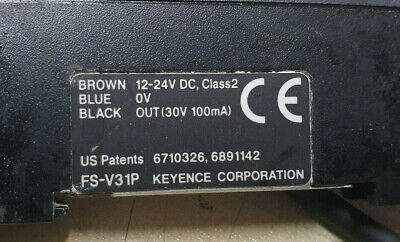 BROWN 12-24V DC, Class2
BLUE 0V
BLACK OUT(30V 100mA)
CE
US Patents 6710326, 6891142
FS-V31P KEYENCE CORPORATION